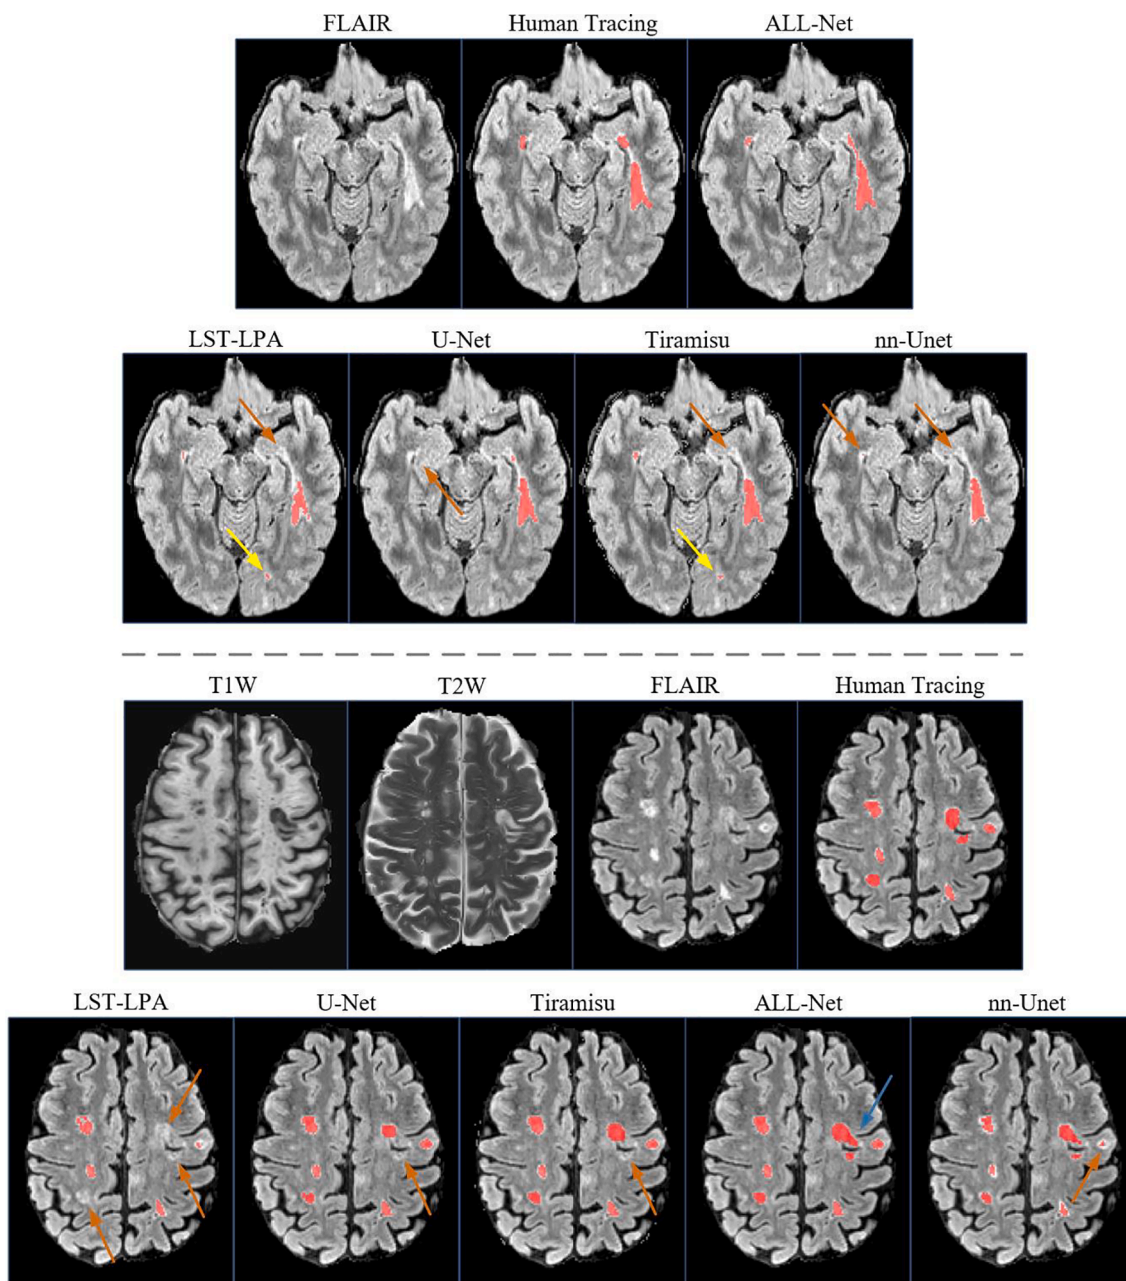 FLAIR Human Tracing ALL-Net
LST-LPA U-Net Tiramisu nn-Unet
T1W T2W FLAIR Human Tracing
LST-LPA U-Net Tiramisu ALL-Net nn-Unet